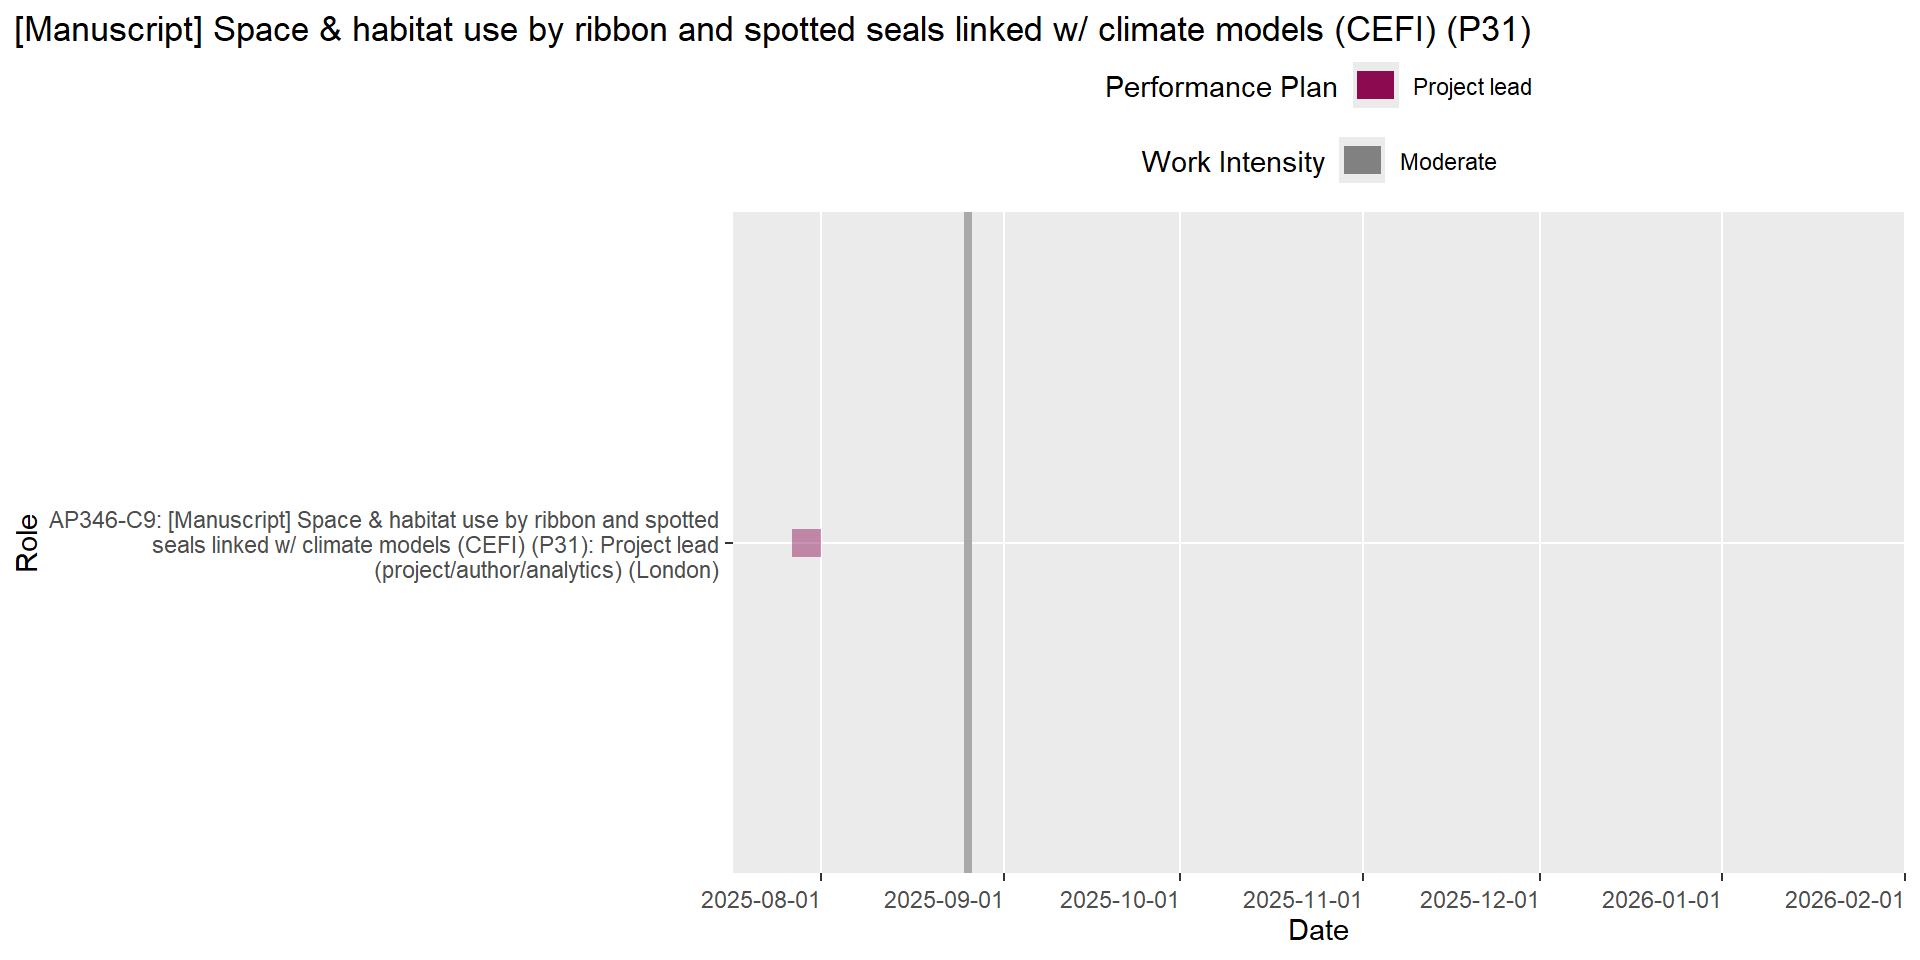 [Manuscript] Space & habitat use by ribbon and spotted seals linked w/ climate models (CEFI) (P31)
Performance Plan
Project lead
Work Intensity
Moderate
Role
AP346-C9: [Manuscript] Space & habitat use by ribbon and spotted
seals linked w/ climate models (CEFI) (P31): Project lead
(project/author/analytics) (London)
2025-08-01
2025-09-01
2025-10-01
2025-11-01
2025-12-01
2026-01-01
2026-02-01
Date